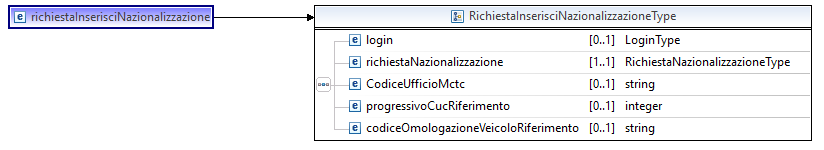 richiestaInserisciNazionalizzazione
RichiestaInserisciNazionalizzazioneType
login [0..1] LoginType
richiestaNazionalizzazione [1..1] RichiestaNazionalizzazioneType
CodiceUfficioMctc [0..1] string
progressivoCucRiferimento [0..1] integer
codiceOmologazioneVeicoloRiferimento [0..1] string